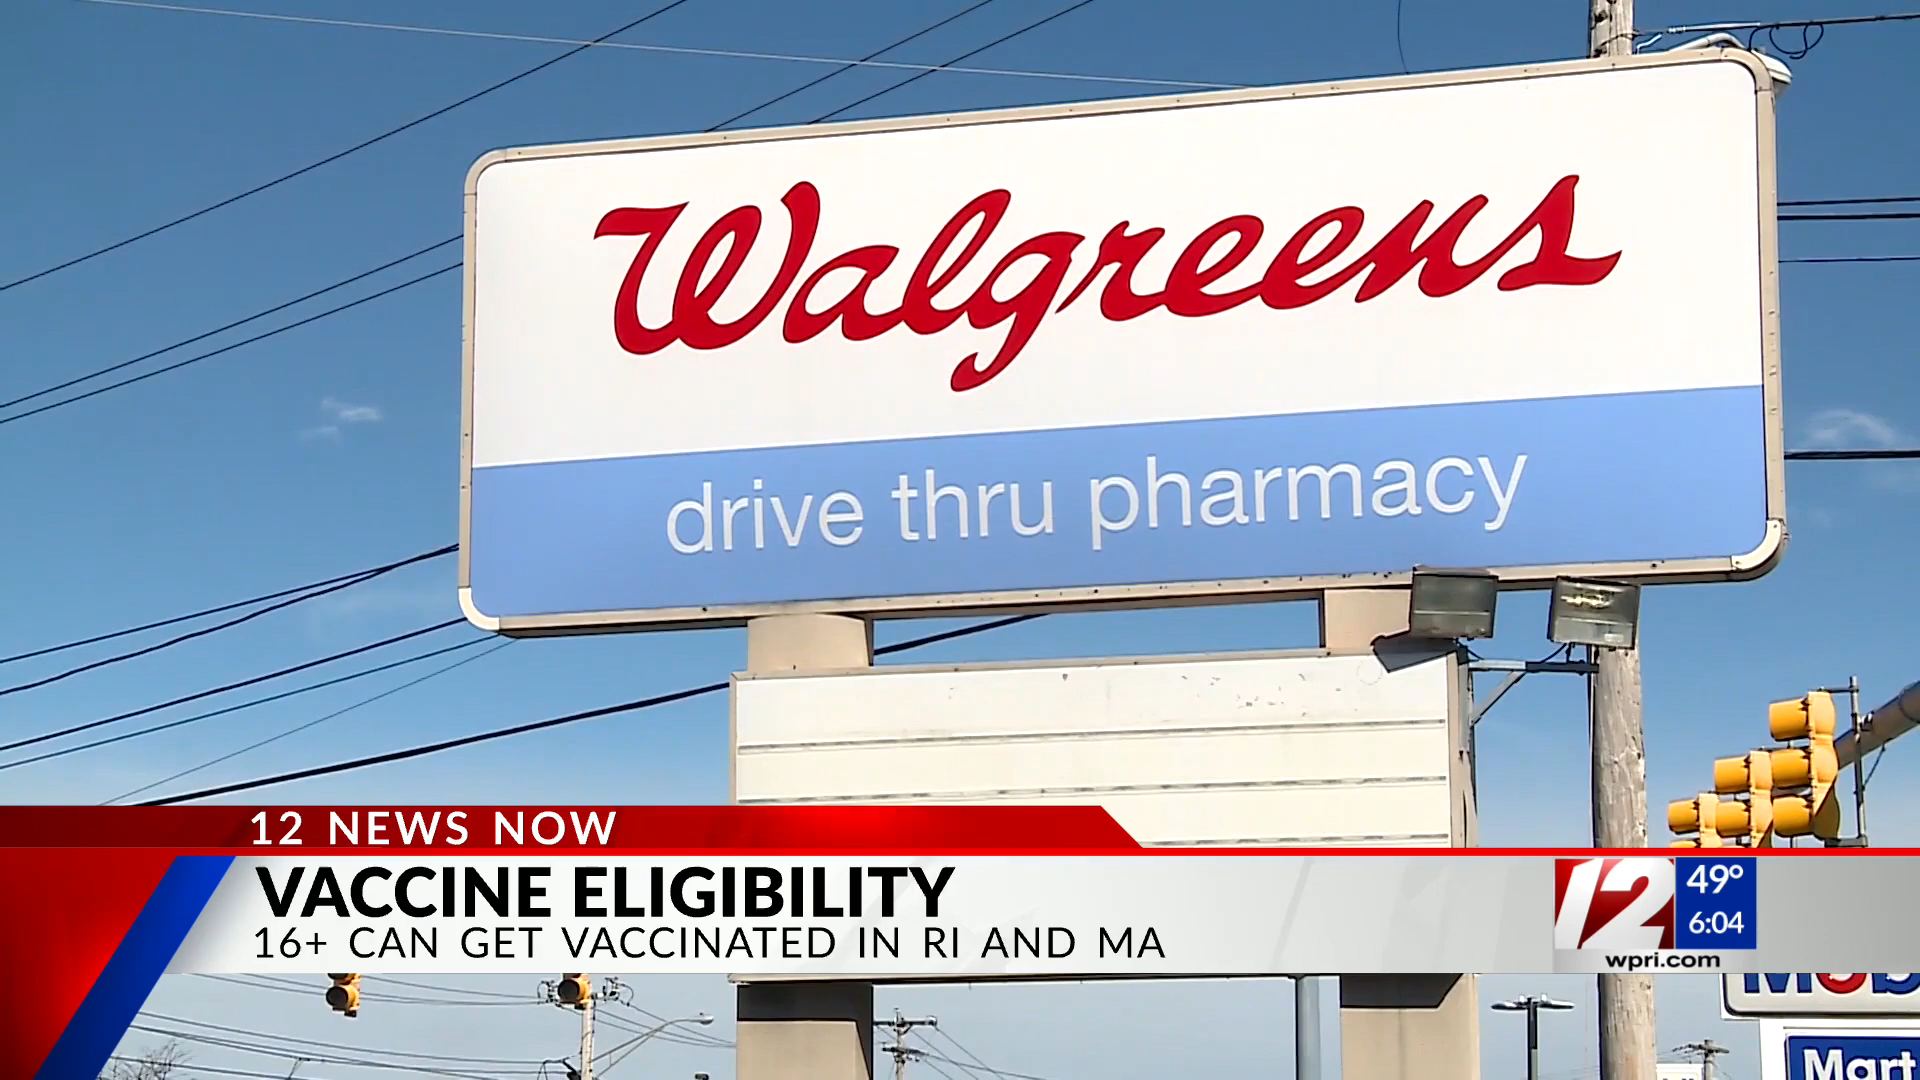 Walgreens
drive thru pharmacy
12 NEWS NOW
VACCINE ELIGIBILITY
16+ CAN GET VACCINATED IN RI AND MA
12
49°
6:04
wpri.com
Mob
Mart